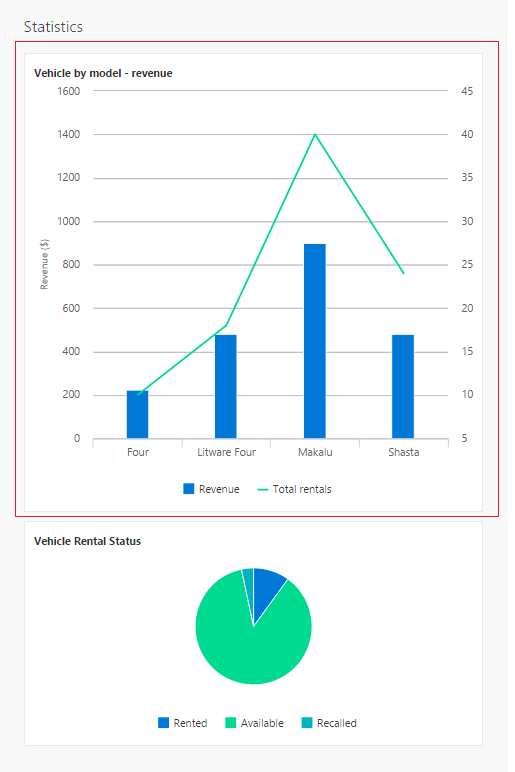 Statistics
Vehicle by model - revenue
1600 45
1400 40
1200 35
1000 30
Revenue ($)
800 25
600 20
400 15
200 10
0 5
Four Litware Four Makalu Shasta
Revenue Total rentals
Vehicle Rental Status
Rented Available Recalled